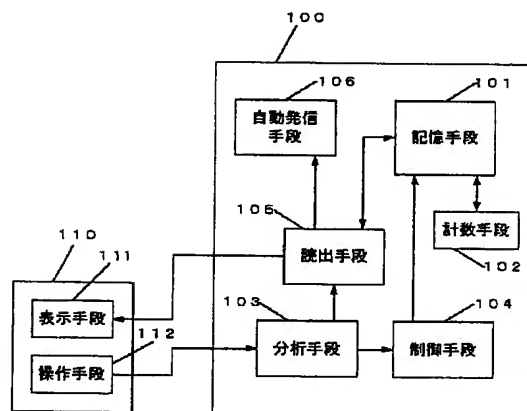 100
106
自動発信
手段
101
記憶手段
105
読出手段
計数手段
102
110
111
表示手段
112
操作手段
103
分析手段
104
制御手段